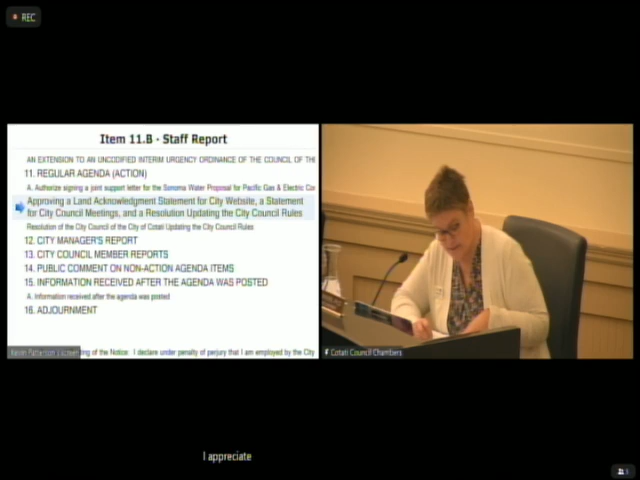 REC
Item 11.B - Staff Report
AN EXTENSION TO AN UNCODIFIED INTERIM URGENCY ORDINANCE OF THE COUNCIL OF THE
11. REGULAR AGENDA (ACTION)
A. Authorize signing a joint support letter for the Sonoma Water Proposal for Pacific Gas & Electric Co
Approving a Land Acknowledgment Statement for City Website, a Statement
for City Council Meetings, and a Resolution Updating the City Council Rules
Resolution of the City Council of the City of Cotati Updating the City Council Rules
12. CITY MANAGER'S REPORT
13. CITY COUNCIL MEMBER REPORTS
14. PUBLIC COMMENT ON NON-ACTION AGENDA ITEMS
15. INFORMATION RECEIVED AFTER THE AGENDA WAS POSTED
A. Information received after the agenda was posted
16. ADJOURNMENT
ing of the Notice: I declare under penalty of perjury that I am employed by the City
Cotati Council Chambers
I appreciate